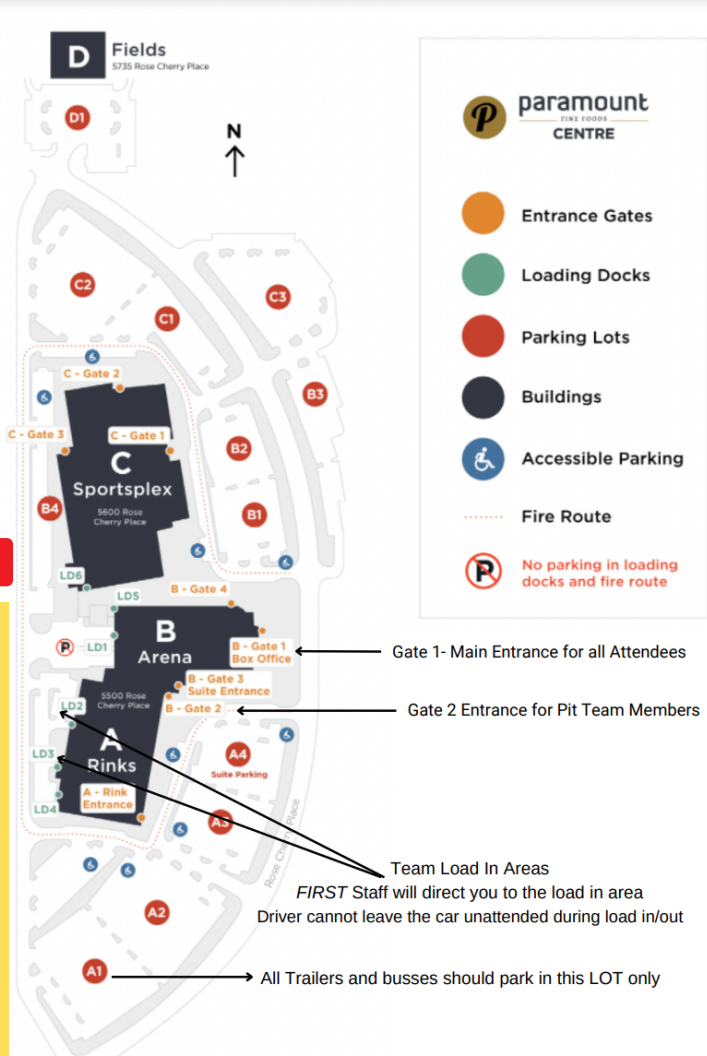 D
Fields
5735 Rose Cherry Place
D1
N
P
paramount
FINE FOODS
CENTRE
Entrance Gates
Loading Docks
Parking Lots
Buildings
Accessible Parking
Fire Route
P
No parking in loading
docks and fire route
C2
C1
C3
C - Gate 2
B3
C - Gate 3
C - Gate 1
B2
C
Sportsplex
5600 Rose
Cherry Place
B4
B1
LD6
LD5
B - Gate 4
P
LD1
B
Arena
B - Gate 1
Box Office
Gate 1- Main Entrance for all Attendees
B - Gate 3
Suite Entrance
5500 Rose
Cherry Place
LD2
B - Gate 2
Gate 2 Entrance for Pit Team Members
A
Rinks
LD3
A4
Suite Parking
LD4
A - Rink
Entrance
A3
Rose Cherry Place
Team Load In Areas
FIRST Staff will direct you to the load in area
Driver cannot leave the car unattended during load in/out
A2
A1
All Trailers and busses should park in this LOT only